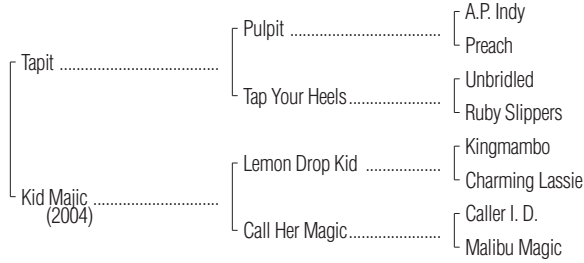 A.P. Indy
Pulpit
Preach
Tapit
Unbridled
Tap Your Heels
Ruby Slippers
Kingmambo
Lemon Drop Kid
Charming Lassie
Kid Majic
(2004)
Caller I. D.
Call Her Magic
Malibu Magic